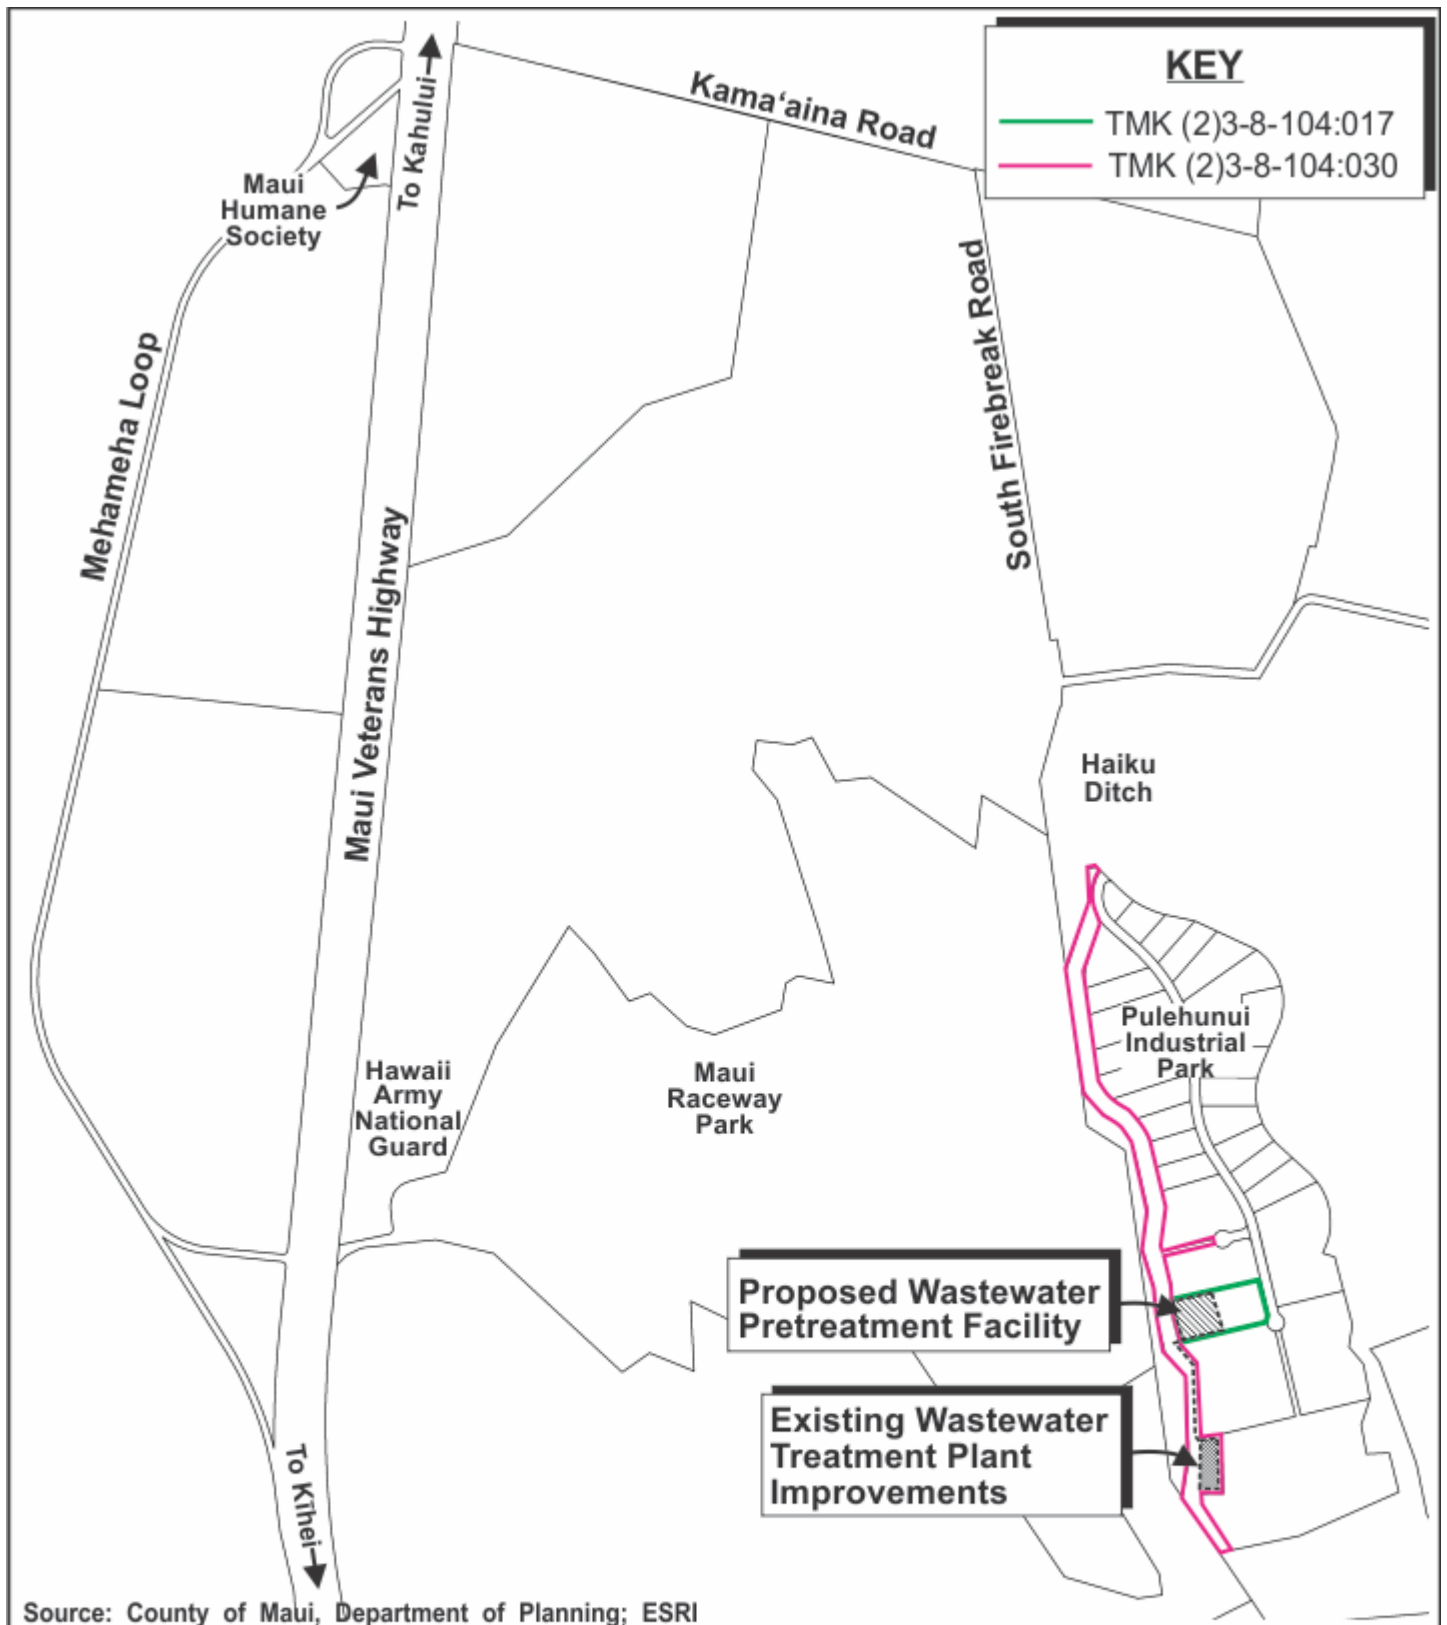 KEY
TMK (2)3-8-104:017
TMK (2)3-8-104:030
To Kahului
Kama‘aina Road
Maui
Humane
Society
Mehameha Loop
Maui Veterans Highway
South Firebreak Road
Haiku
Ditch
Pulehunui
Industrial
Park
Hawaii
Army
National
Guard
Maui
Raceway
Park
Proposed Wastewater
Pretreatment Facility
Existing Wastewater
Treatment Plant
Improvements
To Kīhei
Source: County of Maui, Department of Planning; ESRI